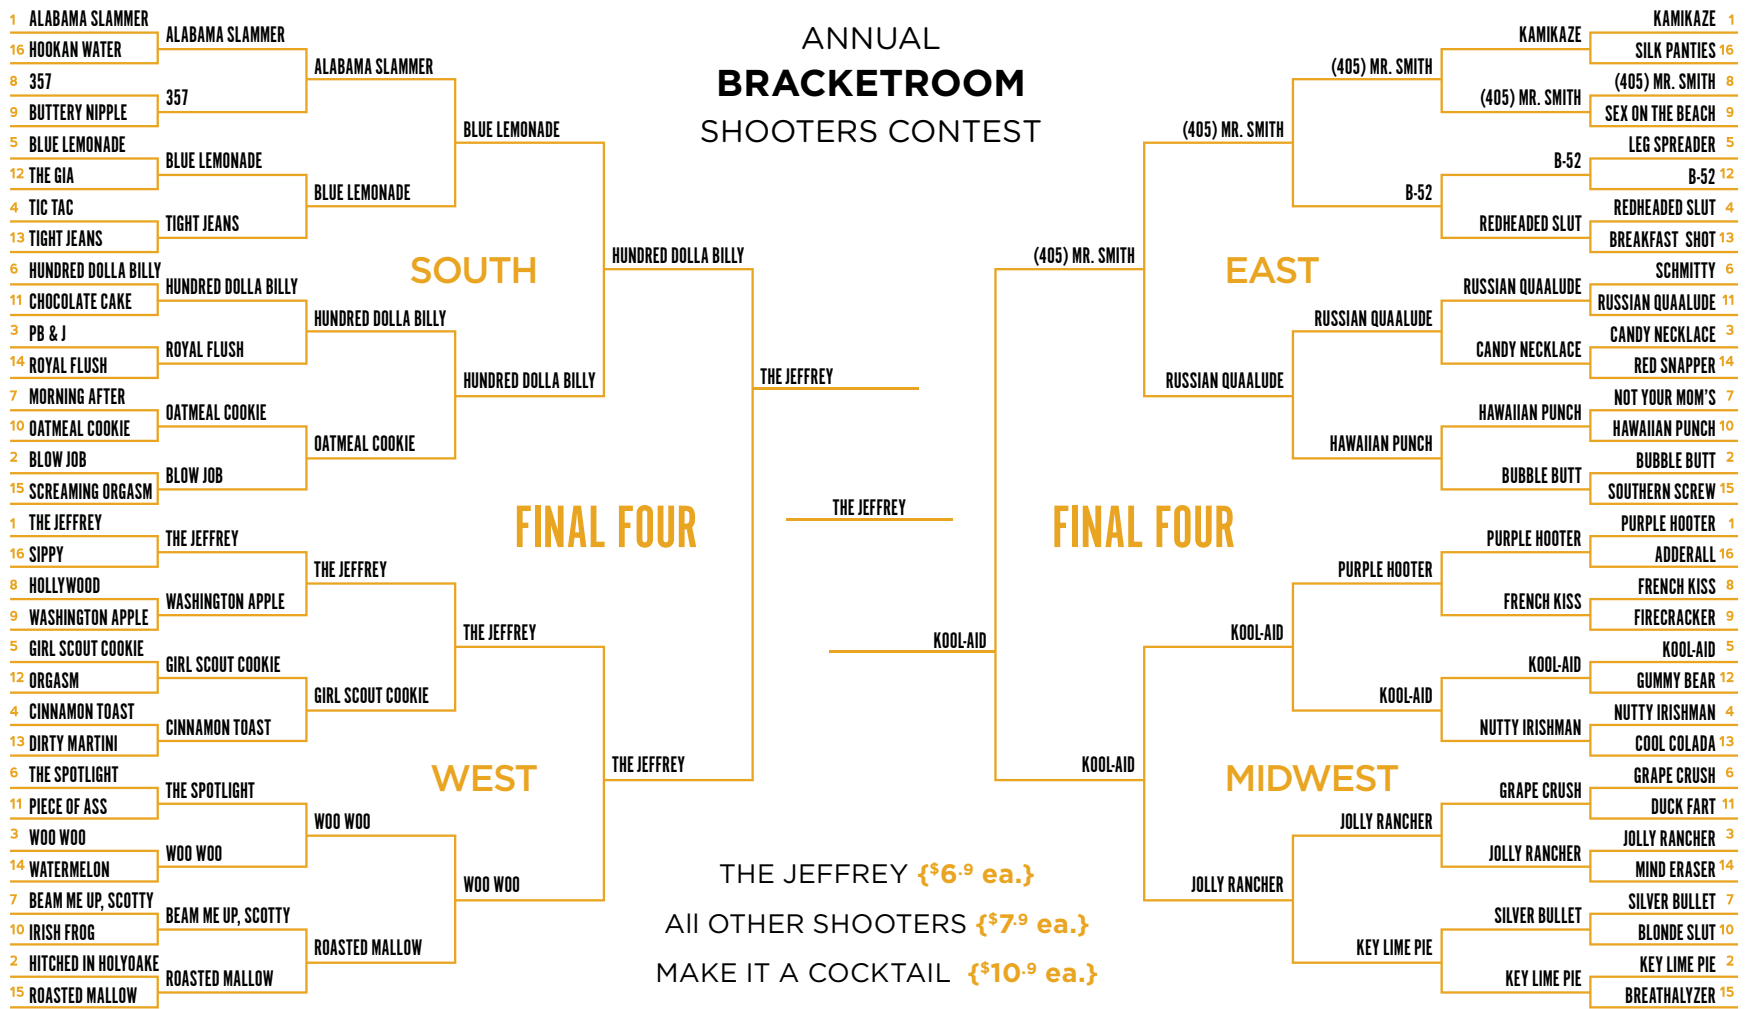 ANNUAL
BRACKETROOM
SHOOTERS CONTEST
1 ALABAMA SLAMMER
16 HOOKAN WATER
8 357
9 BUTTERY NIPPLE
5 BLUE LEMONADE
12 THE GIA
4 TIC TAC
13 TIGHT JEANS
6 HUNDRED DOLLA BILLY
11 CHOCOLATE CAKE
3 PB & J
14 ROYAL FLUSH
7 MORNING AFTER
10 OATMEAL COOKIE
2 BLOW JOB
15 SCREAMING ORGASM
ALABAMA SLAMMER
357
BLUE LEMONADE
TIGHT JEANS
HUNDRED DOLLA BILLY
ROYAL FLUSH
OATMEAL COOKIE
BLOW JOB
ALABAMA SLAMMER
BLUE LEMONADE
HUNDRED DOLLA BILLY
OATMEAL COOKIE
BLUE LEMONADE
HUNDRED DOLLA BILLY
SOUTH
HUNDRED DOLLA BILLY
1 THE JEFFREY
16 SIPPY
8 HOLLYWOOD
9 WASHINGTON APPLE
5 GIRL SCOUT COOKIE
12 ORGASM
4 CINNAMON TOAST
13 DIRTY MARTINI
6 THE SPOTLIGHT
11 PIECE OF ASS
3 WOO WOO
14 WATERMELON
7 BEAM ME UP, SCOTTY
10 IRISH FROG
2 HITCHED IN HOLYOAKE
15 ROASTED MALLOW
THE JEFFREY
WASHINGTON APPLE
GIRL SCOUT COOKIE
CINNAMON TOAST
THE SPOTLIGHT
WOO WOO
BEAM ME UP, SCOTTY
ROASTED MALLOW
THE JEFFREY
GIRL SCOUT COOKIE
WOO WOO
ROASTED MALLOW
THE JEFFREY
WOO WOO
WEST
THE JEFFREY
FINAL FOUR
THE JEFFREY
THE JEFFREY
KOOL-AID
FINAL FOUR
KAMIKAZE 1
SILK PANTIES 16
(405) MR. SMITH 8
SEX ON THE BEACH 9
LEG SPREADER 5
B-52 12
REDHEADED SLUT 4
BREAKFAST SHOT 13
SCHMITTY 6
RUSSIAN QUAALUDE 11
CANDY NECKLACE 3
RED SNAPPER 14
NOT YOUR MOM'S 7
HAWAIIAN PUNCH 10
BUBBLE BUTT 2
SOUTHERN SCREW 15
KAMIKAZE
(405) MR. SMITH
B-52
REDHEADED SLUT
RUSSIAN QUAALUDE
CANDY NECKLACE
HAWAIIAN PUNCH
BUBBLE BUTT
(405) MR. SMITH
B-52
RUSSIAN QUAALUDE
HAWAIIAN PUNCH
(405) MR. SMITH
RUSSIAN QUAALUDE
EAST
(405) MR. SMITH
PURPLE HOOTER 1
ADDERALL 16
FRENCH KISS 8
FIRECRACKER 9
KOOL-AID 5
GUMMY BEAR 12
NUTTY IRISHMAN 4
COOL COLADA 13
GRAPE CRUSH 6
DUCK FART 11
JOLLY RANCHER 3
MIND ERASER 14
SILVER BULLET 7
BLONDE SLUT 10
KEY LIME PIE 2
BREATHALYZER 15
PURPLE HOOTER
FRENCH KISS
KOOL-AID
NUTTY IRISHMAN
GRAPE CRUSH
JOLLY RANCHER
SILVER BULLET
KEY LIME PIE
PURPLE HOOTER
KOOL-AID
JOLLY RANCHER
KEY LIME PIE
KOOL-AID
JOLLY RANCHER
MIDWEST
KOOL-AID
THE JEFFREY {$6.9 ea.}
All OTHER SHOOTERS {$7.9 ea.}
MAKE IT A COCKTAIL {$10.9 ea.}